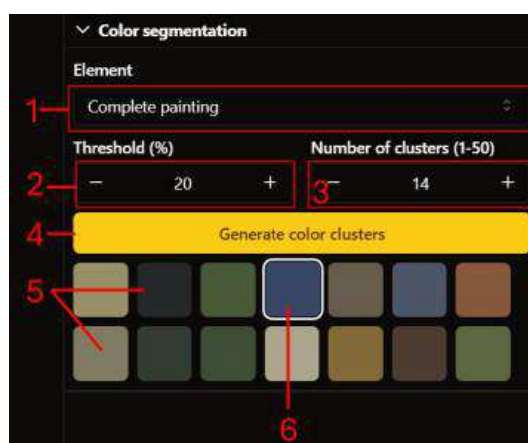 Color segmentation
Element
1 Complete painting
Threshold (%) Number of clusters (1-50)
2 − 20 + 3 − 14 +
4 Generate color clusters
5
6